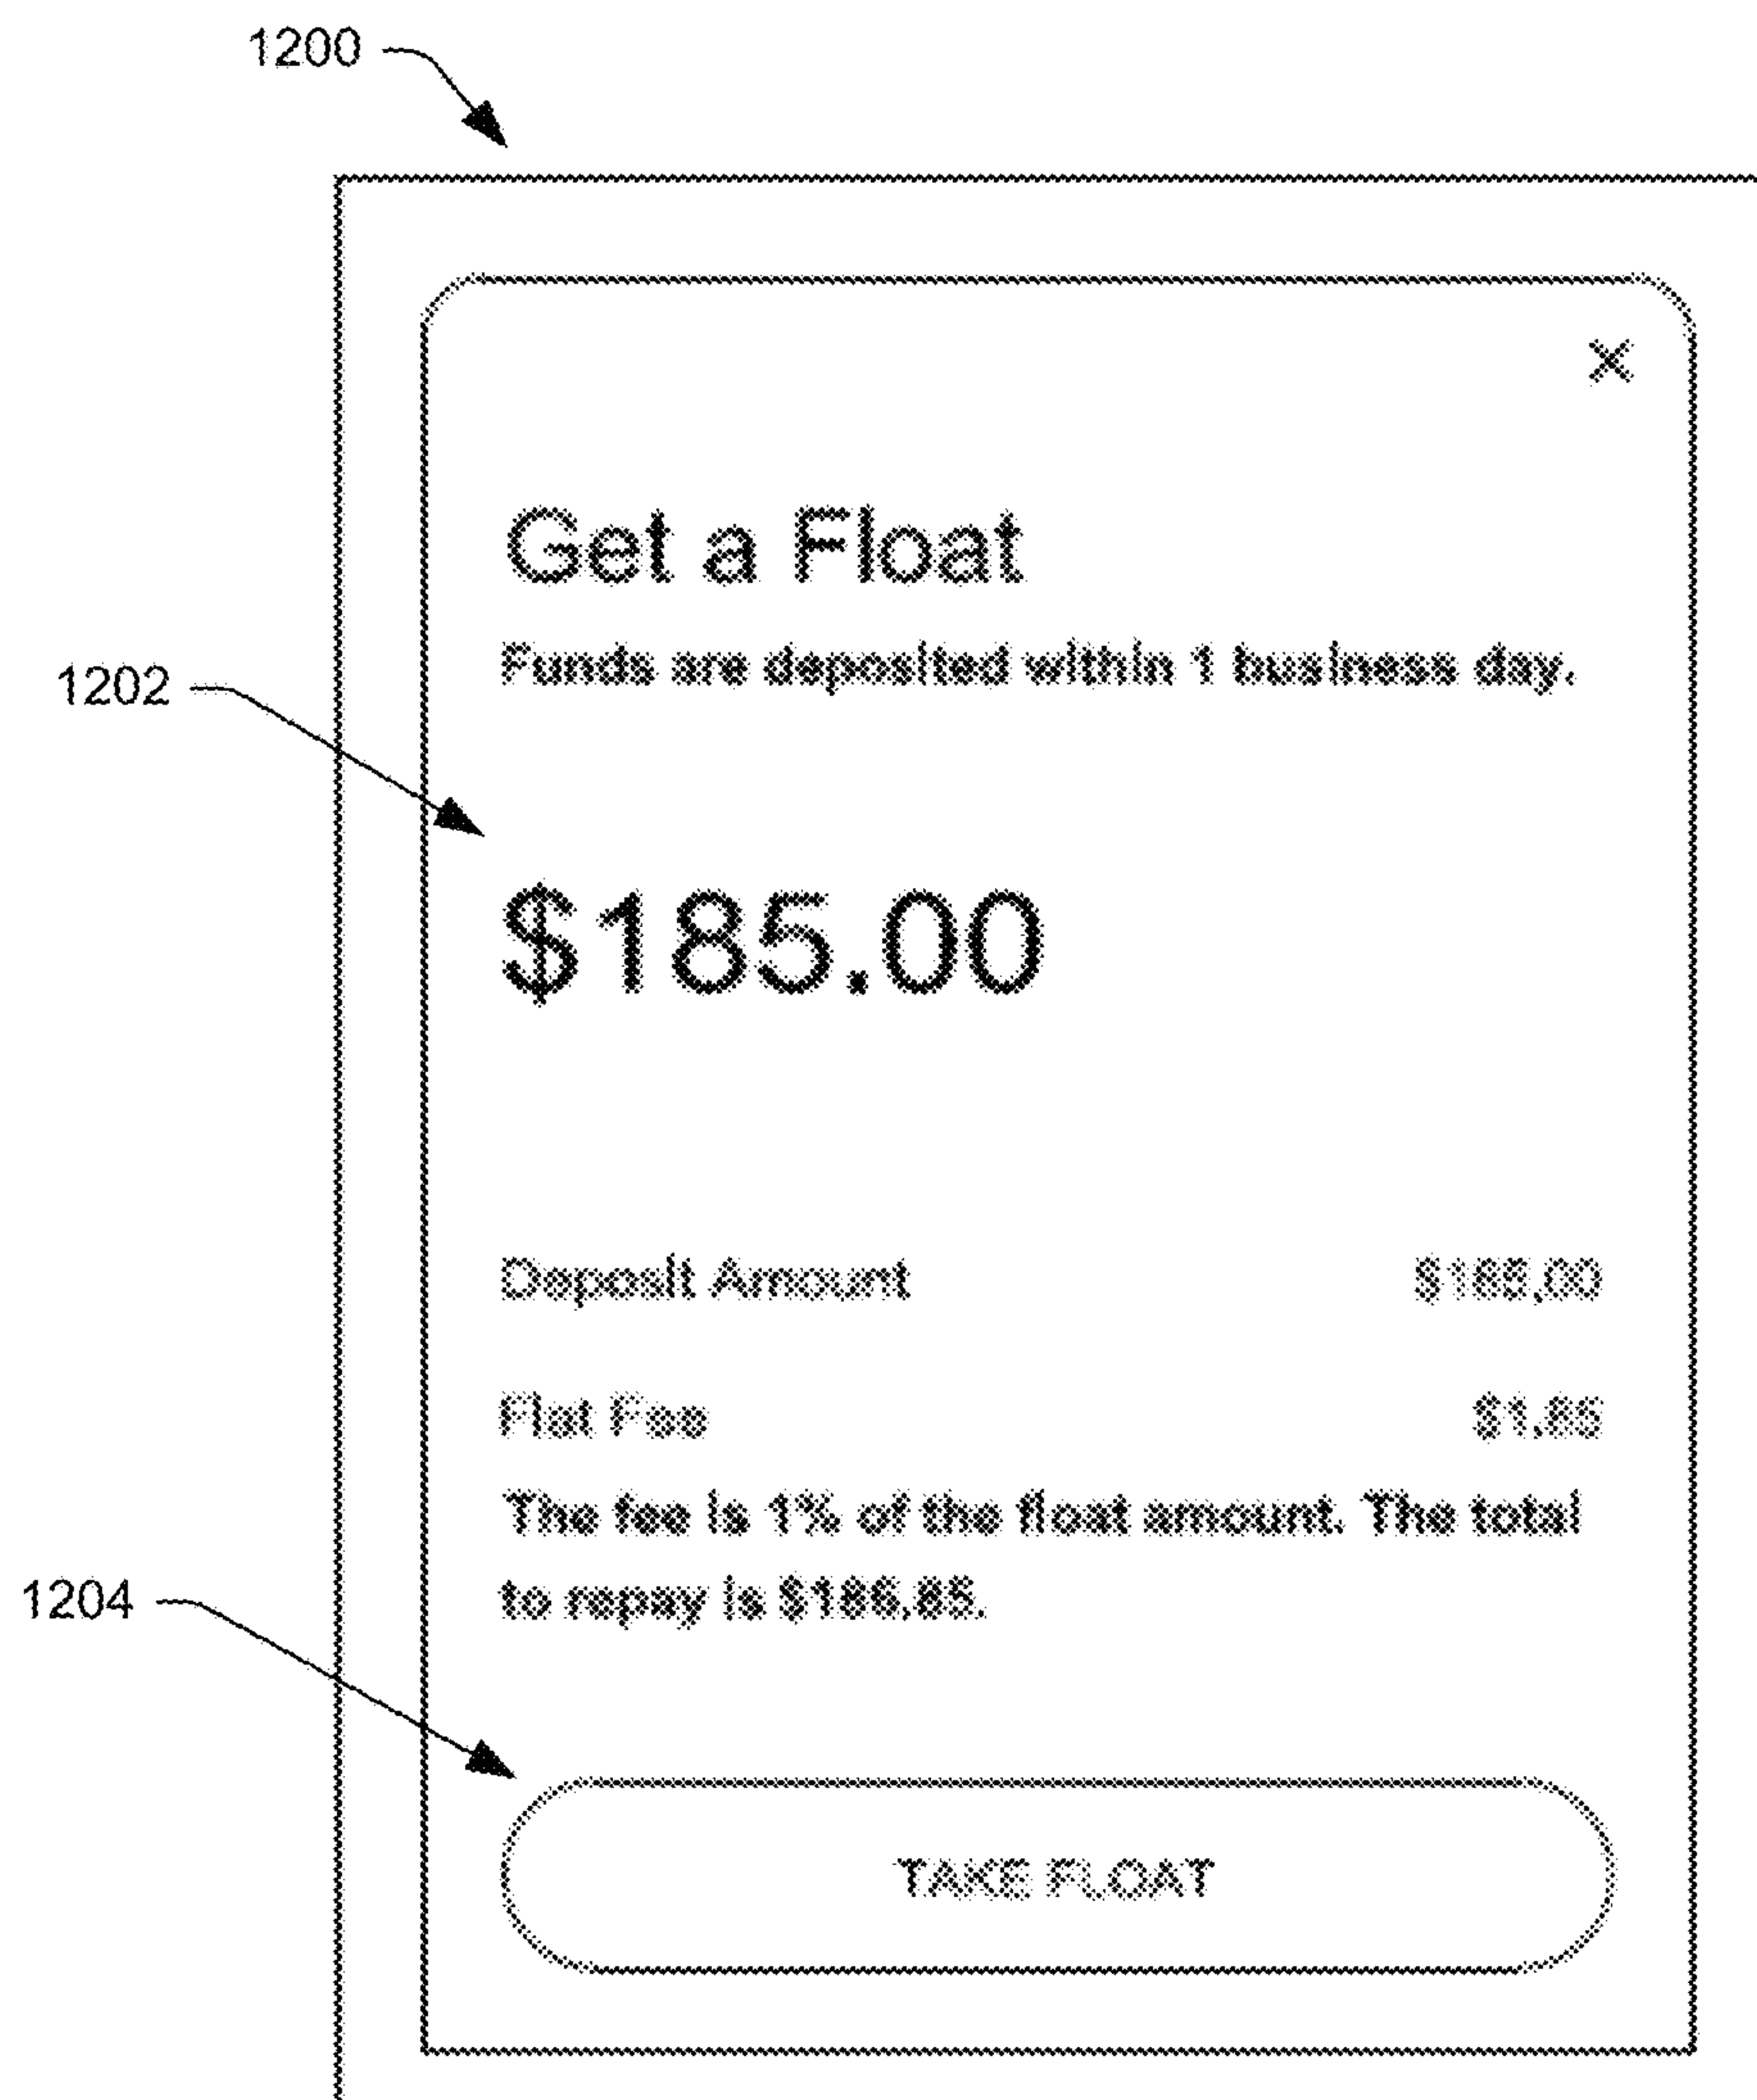 1200
×
Get a Float
Funds are deposited within 1 business day.
1202
$185.00
Deposit Amount $185.00
Flat Fee $1.85
The fee is 1% of the float amount. The total
to repay is $186.85.
1204
TAKE FLOAT